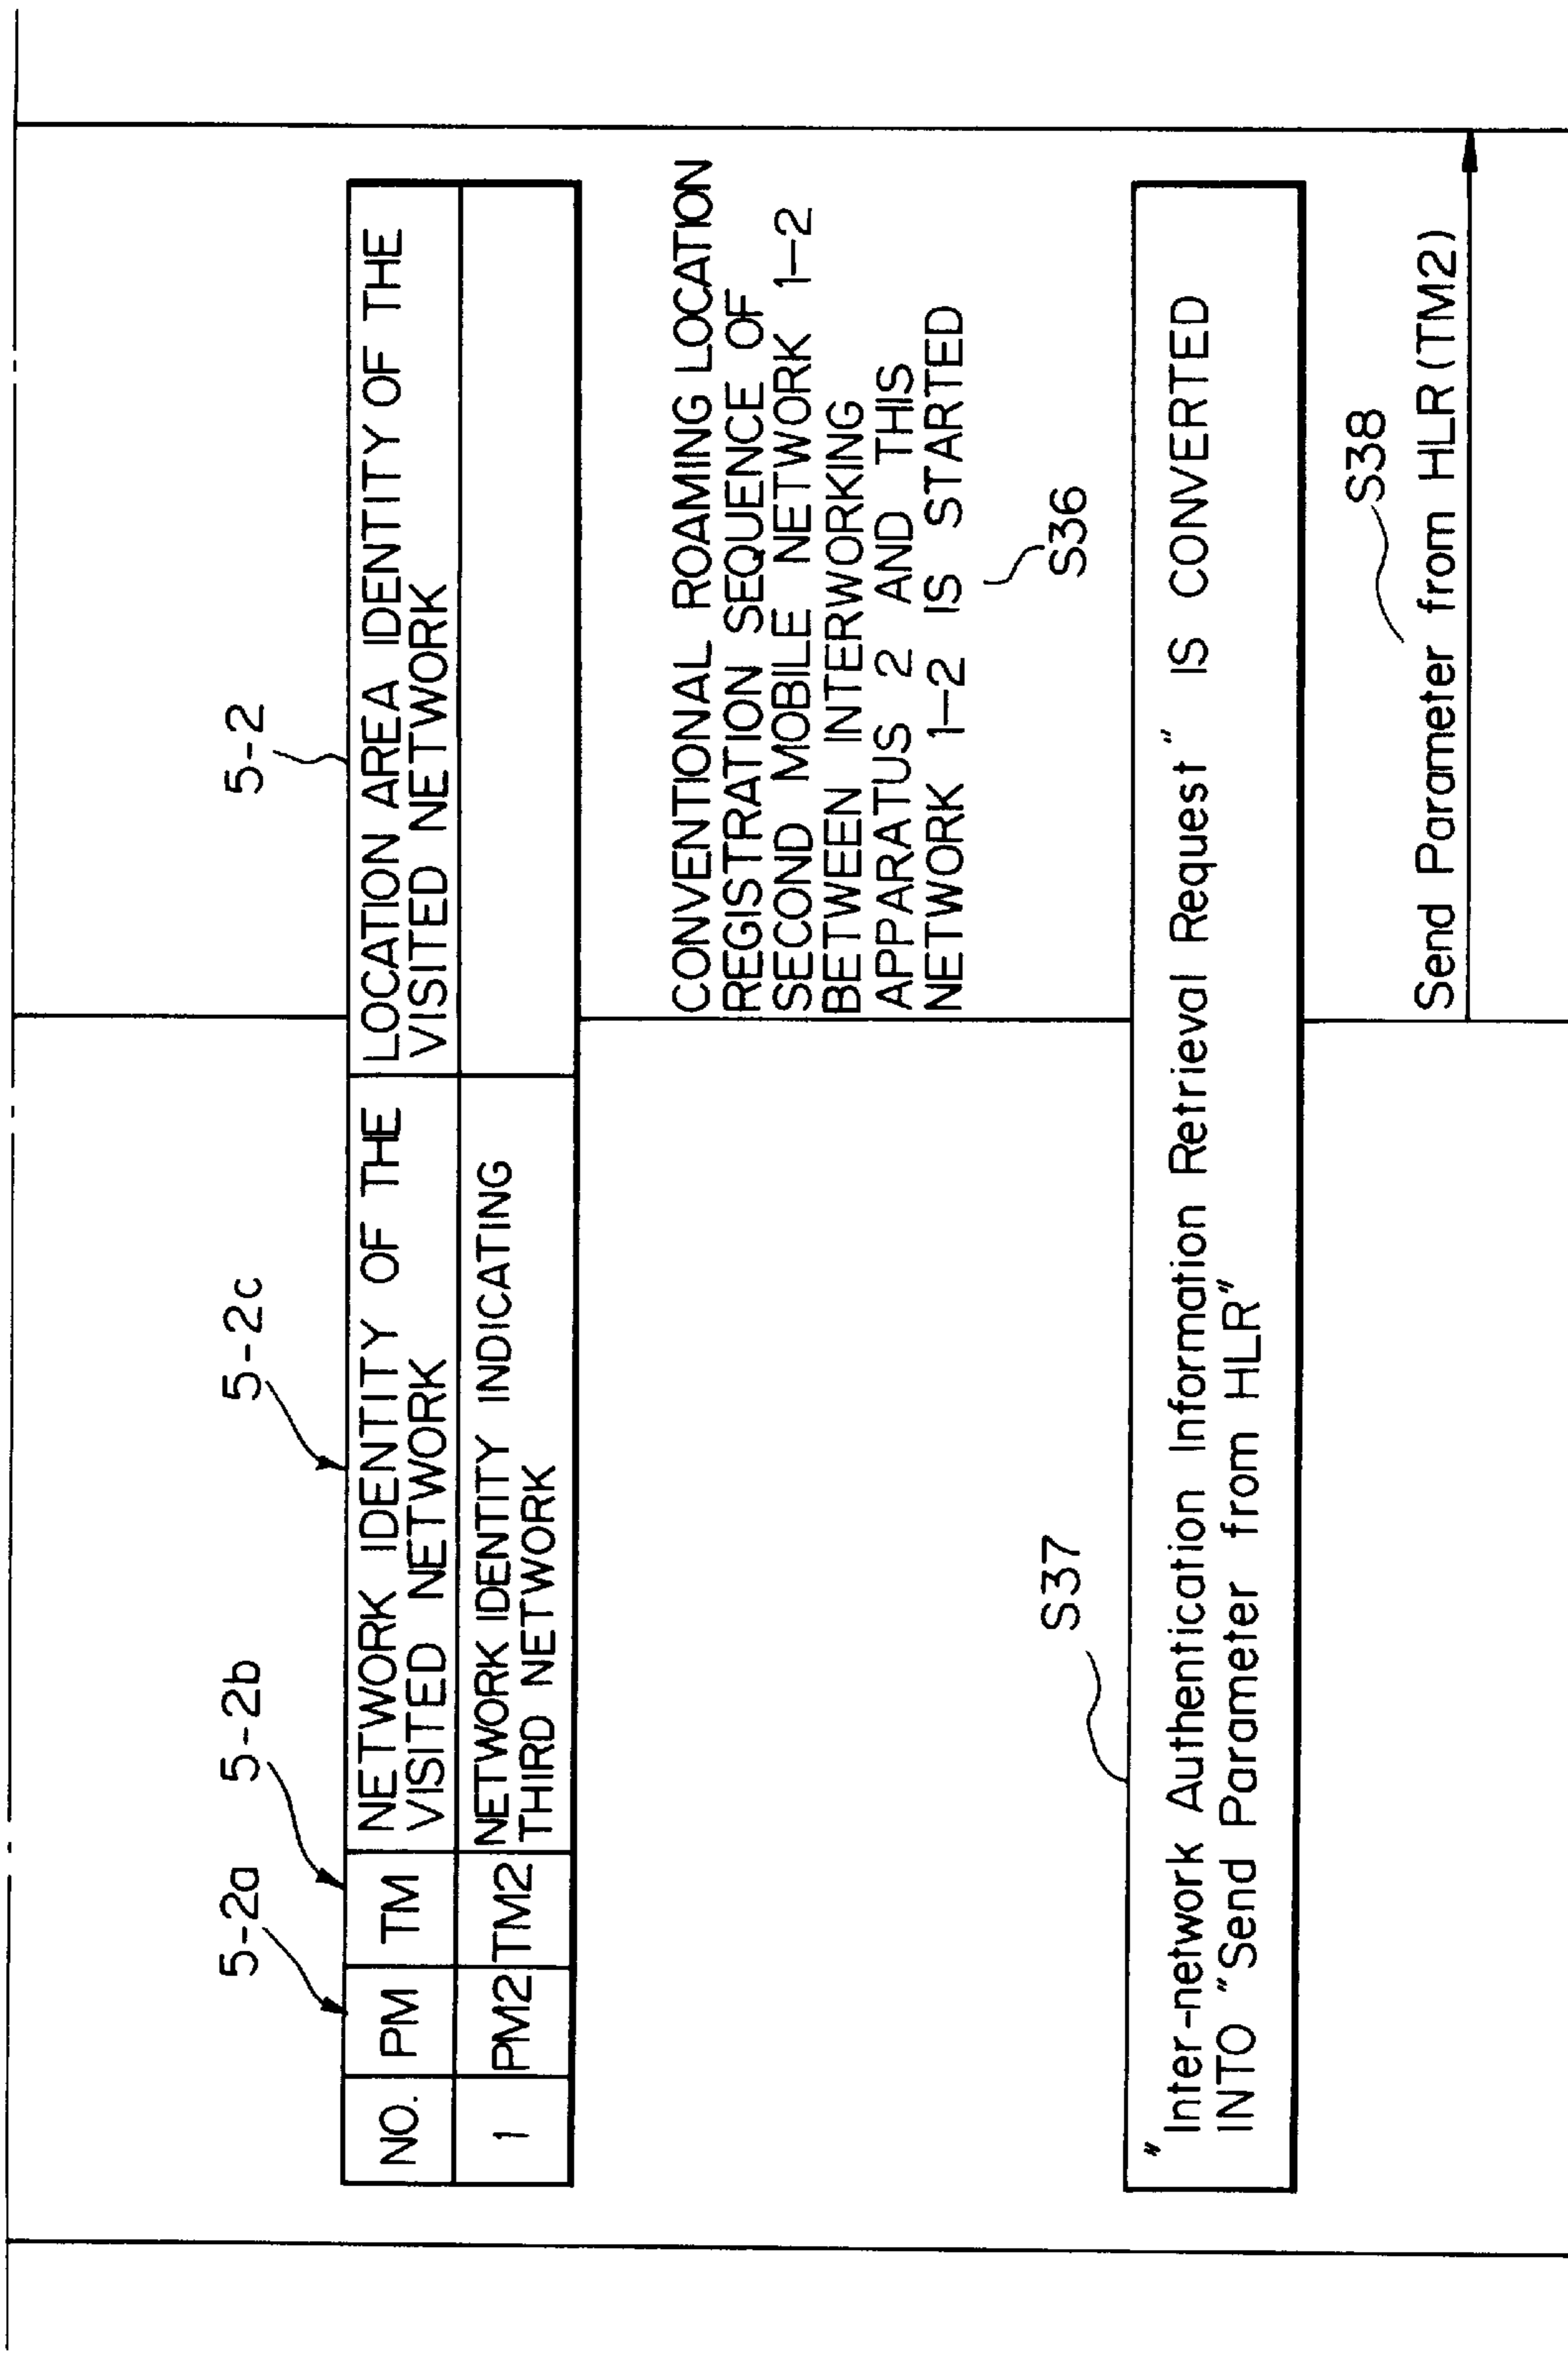 5-2a
5-2b
5-2c
5-2
NO.
PM
TM
NETWORK IDENTITY OF THE
VISITED NETWORK
LOCATION AREA IDENTITY OF THE
VISITED NETWORK
1
PM2
TM2
NETWORK IDENTITY INDICATING
THIRD NETWORK
CONVENTIONAL ROAMING LOCATION
REGISTRATION SEQUENCE OF
SECOND MOBILE NETWORK 1-2
BETWEEN INTERWORKING
APPARATUS 2 AND THIS
NETWORK 1-2 IS STARTED
S36
S37
"Inter-network Authentication Information Retrieval Request" IS CONVERTED
INTO "Send Parameter from HLR"
S38
Send Parameter from HLR(TM2)